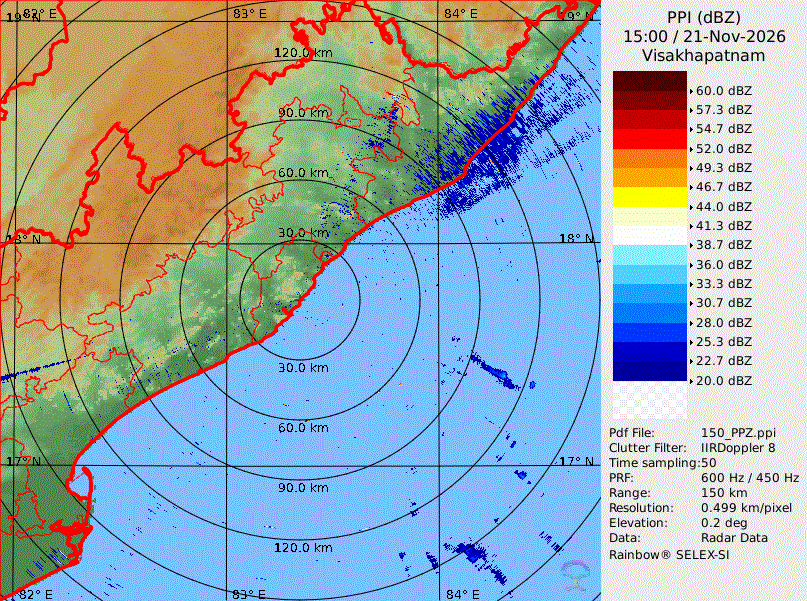 82° E
83° E
84° E
19° N
19° N
120.0 km
90.0 km
60.0 km
30.0 km
18° N
18° N
30.0 km
60.0 km
17° N
17° N
90.0 km
120.0 km
82° E
83° E
84° E
PPI (dBZ)
15:00 / 21-Nov-2026
Visakhapatnam
60.0 dBZ
57.3 dBZ
54.7 dBZ
52.0 dBZ
49.3 dBZ
46.7 dBZ
44.0 dBZ
41.3 dBZ
38.7 dBZ
36.0 dBZ
33.3 dBZ
30.7 dBZ
28.0 dBZ
25.3 dBZ
22.7 dBZ
20.0 dBZ
Pdf File: 150_PPZ.ppi
Clutter Filter: IIRDoppler 8
Time sampling:50
PRF: 600 Hz / 450 Hz
Range: 150 km
Resolution: 0.499 km/pixel
Elevation: 0.2 deg
Data: Radar Data
Rainbow® SELEX-SI